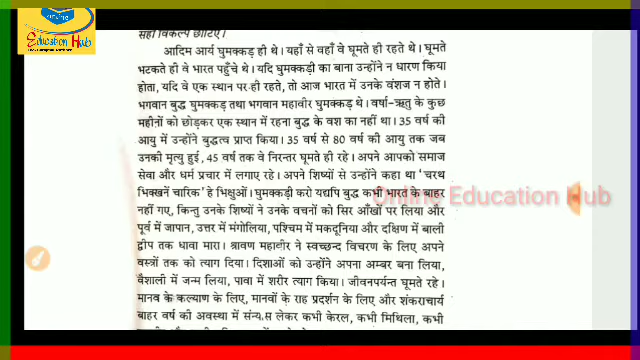 online
Education Hub
सही विकल्प छाँटिए।
आदिम आर्य घुमक्कड़ ही थे। यहाँ से वहाँ वे घूमते ही रहते थे। घूमते
भटकते ही वे भारत पहुँचे थे। यदि घुमक्कड़ी का बाना उन्होंने न धारण किया
होता, यदि वे एक स्थान पर ही रहते, तो आज भारत में उनके वंशज न होते।
भगवान बुद्ध घुमक्कड़ तथा भगवान महावीर घुमक्कड़ थे। वर्षा-ऋतु के कुछ
महीनों को छोड़कर एक स्थान में रहना बुद्ध के वश का नहीं था। 35 वर्ष की
आयु में उन्होंने बुद्धत्व प्राप्त किया। 35 वर्ष से 80 वर्ष की आयु तक जब
उनकी मृत्यु हुई, 45 वर्ष तक वे निरन्तर घूमते ही रहे। अपने आपको समाज
सेवा और धर्म प्रचार में लगाए रहे। अपने शिष्यों से उन्होंने कहा था 'चरथ
भिक्खनें चारिक' हे भिक्षुओं! घुमक्कड़ी करो यद्यपि बुद्ध कभी भारत के बाहर
Online Education Hub
नहीं गए, किन्तु उनके शिष्यों ने उनके वचनों को सिर आँखों पर लिया और
पूर्व में जापान, उत्तर में मंगोलिया, पश्चिम में मकदूनिया और दक्षिण में बाली
द्वीप तक धावा मारा। श्रावण महावीर ने स्वच्छन्द विचरण के लिए अपने
वस्त्रों तक को त्याग दिया। दिशाओं को उन्होंने अपना अम्बर बना लिया,
वैशाली में जन्म लिया, पावा में शरीर त्याग किया। जीवनपर्यन्त घूमते रहे।
मानव के कल्याण के लिए, मानवों के राह प्रदर्शन के लिए और शंकराचार्य
बाहर वर्ष की अवस्था में संन्यास लेकर कभी केरल, कभी मिथिला, कभी